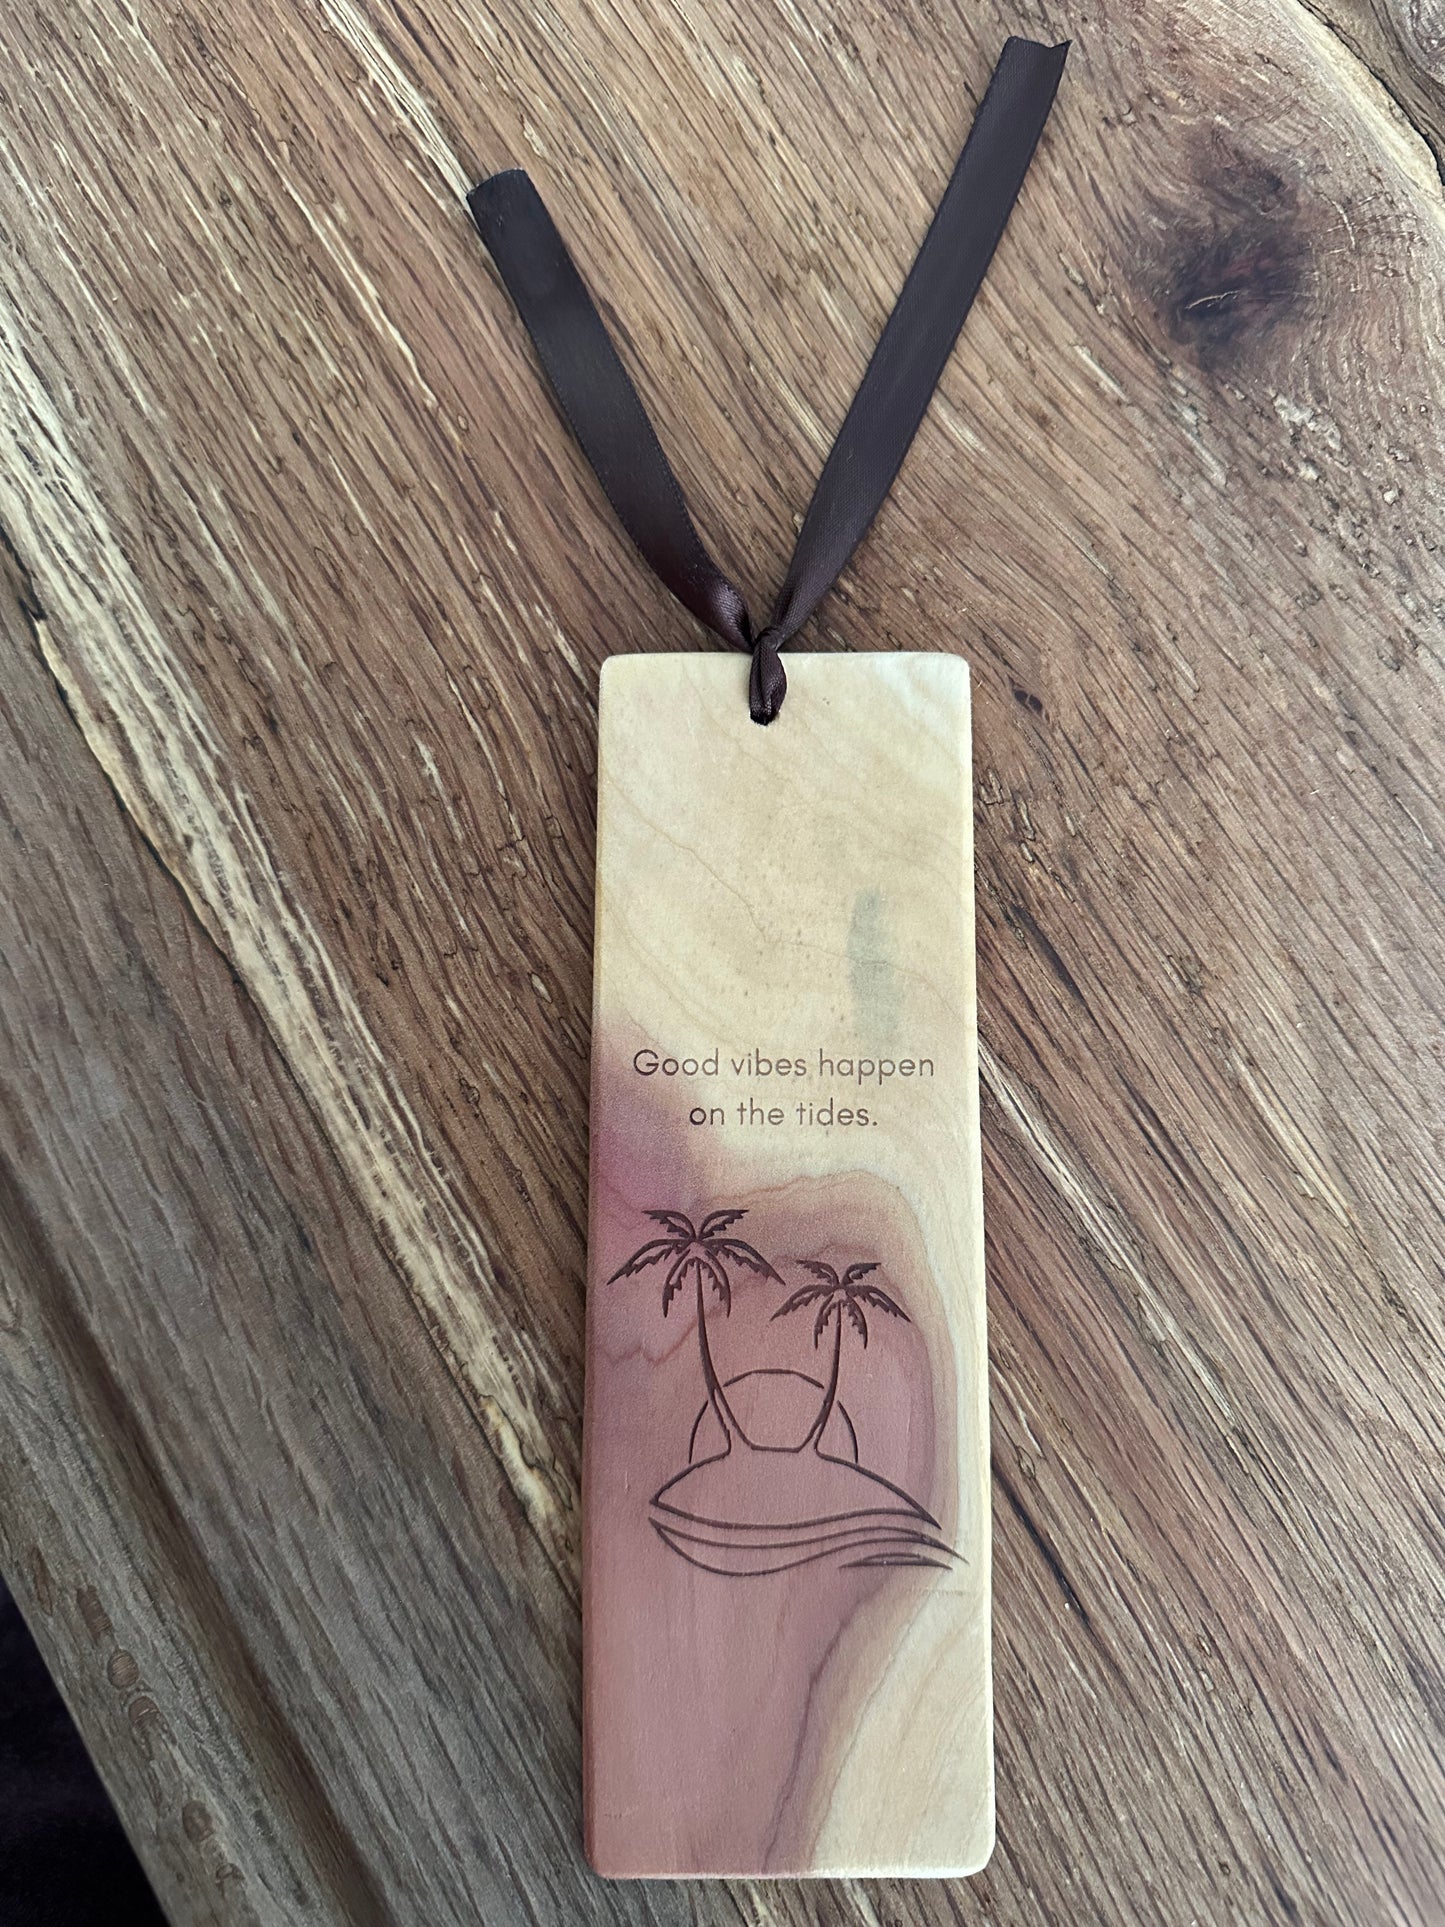 Good vibes happen
on the tides.